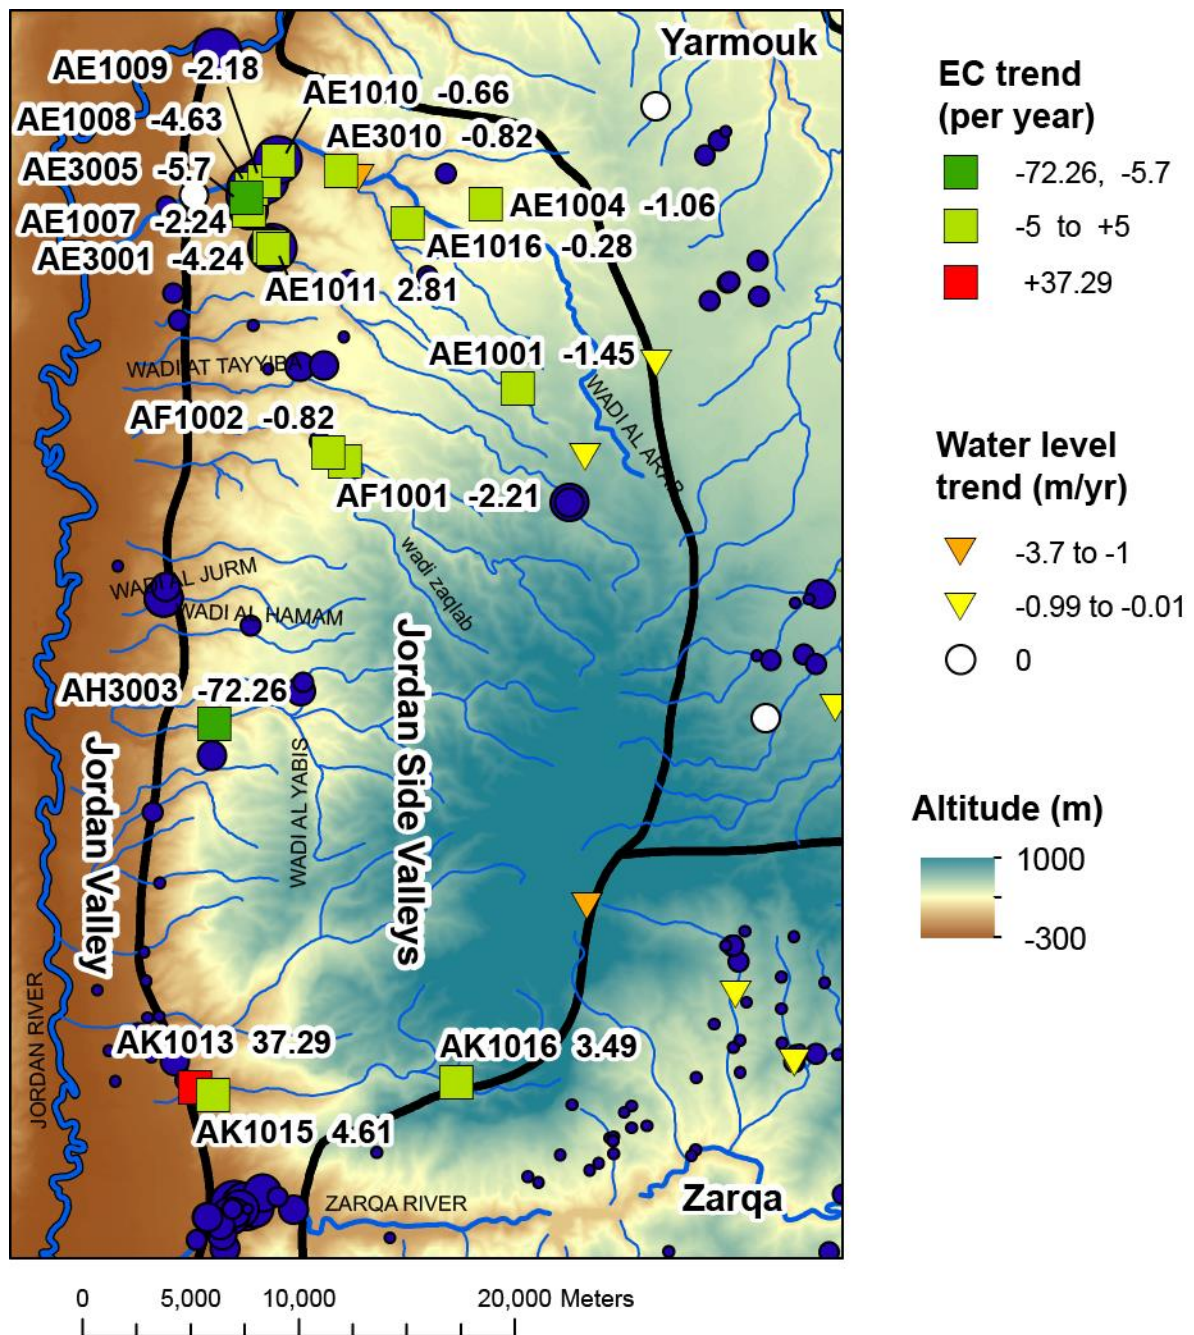 Yarmouk
AE1009 -2.18
AE1010 -0.66
AE1008 -4.63
AE3010 -0.82
AE3005 -5.7
AE1004 -1.06
AE1007 -2.24
AE1016 -0.28
AE3001 -4.24
AE1011 2.81
AE1001 -1.45
WADI AT TAYYIBA
WADI AL ARAB
AF1002 -0.82
AF1001 -2.21
wadi zaqlab
WADI AL JURM
WADI AL HAMAM
AH3003 -72.26
Jordan Side Valleys
Jordan Valley
WADI AL YABIS
JORDAN RIVER
AK1013 37.29
AK1016 3.49
AK1015 4.61
ZARQA RIVER
Zarqa
0 5,000 10,000 20,000 Meters
EC trend
(per year)
-72.26, -5.7
-5 to +5
+37.29
Water level
trend (m/yr)
-3.7 to -1
-0.99 to -0.01
0
Altitude (m)
1000
-300